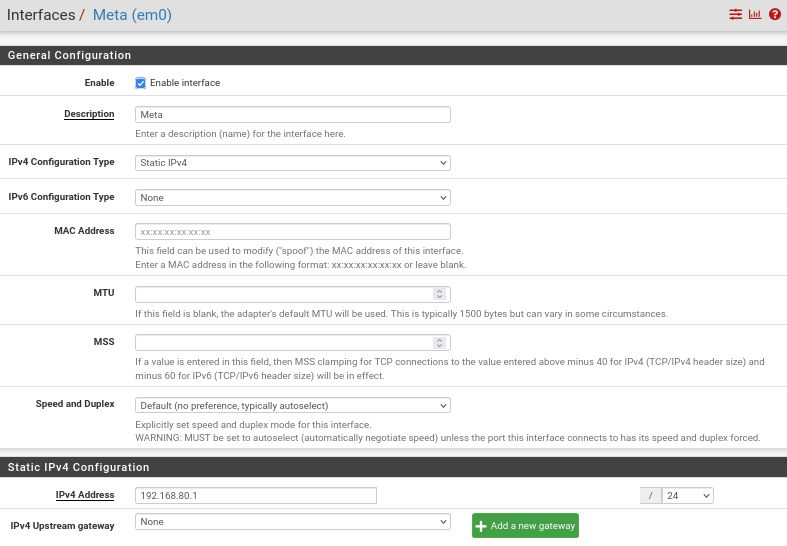 Interfaces / Meta (em0)
General Configuration
Enable Enable interface
Description Meta
Enter a description (name) for the interface here.
IPv4 Configuration Type Static IPv4
IPv6 Configuration Type None
MAC Address xx:xx:xx:xx:xx:xx
This field can be used to modify ("spoof") the MAC address of this interface.
Enter a MAC address in the following format: xx:xx:xx:xx:xx:xx or leave blank.
MTU
If this field is blank, the adapter's default MTU will be used. This is typically 1500 bytes but can vary in some circumstances.
MSS
If a value is entered in this field, then MSS clamping for TCP connections to the value entered above minus 40 for IPv4 (TCP/IPv4 header size) and
minus 60 for IPv6 (TCP/IPv6 header size) will be in effect.
Speed and Duplex Default (no preference, typically autoselect)
Explicitly set speed and duplex mode for this interface.
WARNING: MUST be set to autoselect (automatically negotiate speed) unless the port this interface connects to has its speed and duplex forced.
Static IPv4 Configuration
IPv4 Address 192.168.80.1 / 24
IPv4 Upstream gateway None Add a new gateway